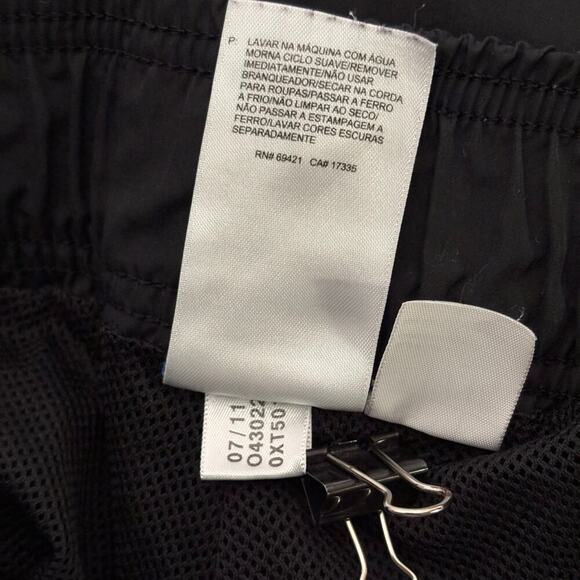 P: LAVAR NA MÁQUINA COM ÁGUA
MORNA CICLO SUAVE/REMOVER
IMEDIATAMENTE/NÃO USAR
BRANQUEADOR/SECAR NA CORDA
PARA ROUPAS/PASSAR A FERRO
A FRIO/NÃO LIMPAR AO SECO/
NÃO PASSAR A ESTAMPAGEM A
FERRO/LAVAR CORES ESCURAS
SEPARADAMENTE
RN# 69421 CA# 17335
07/11
O43022
0XT50